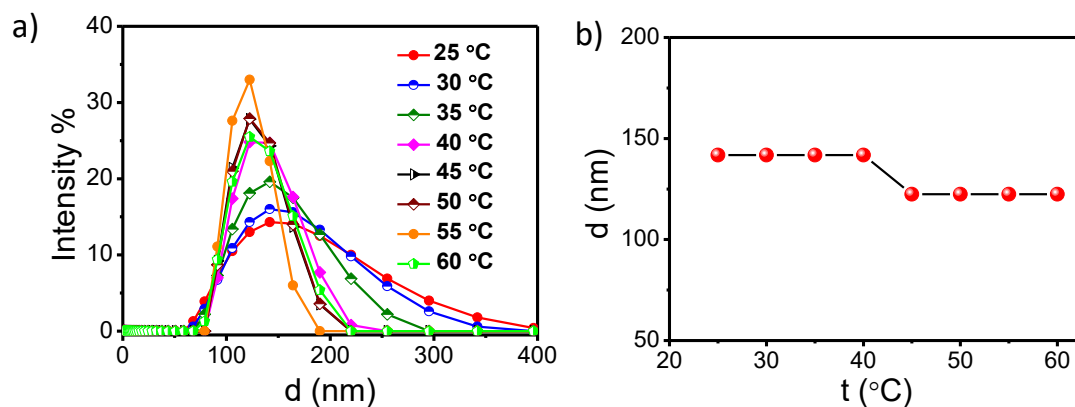 a)
40
30
20
10
0
Intensity %
0 100 200 300 400
d (nm)
25 °C
30 °C
35 °C
40 °C
45 °C
50 °C
55 °C
60 °C
b)
200
150
100
50
d (nm)
20 30 40 50 60
t (°C)